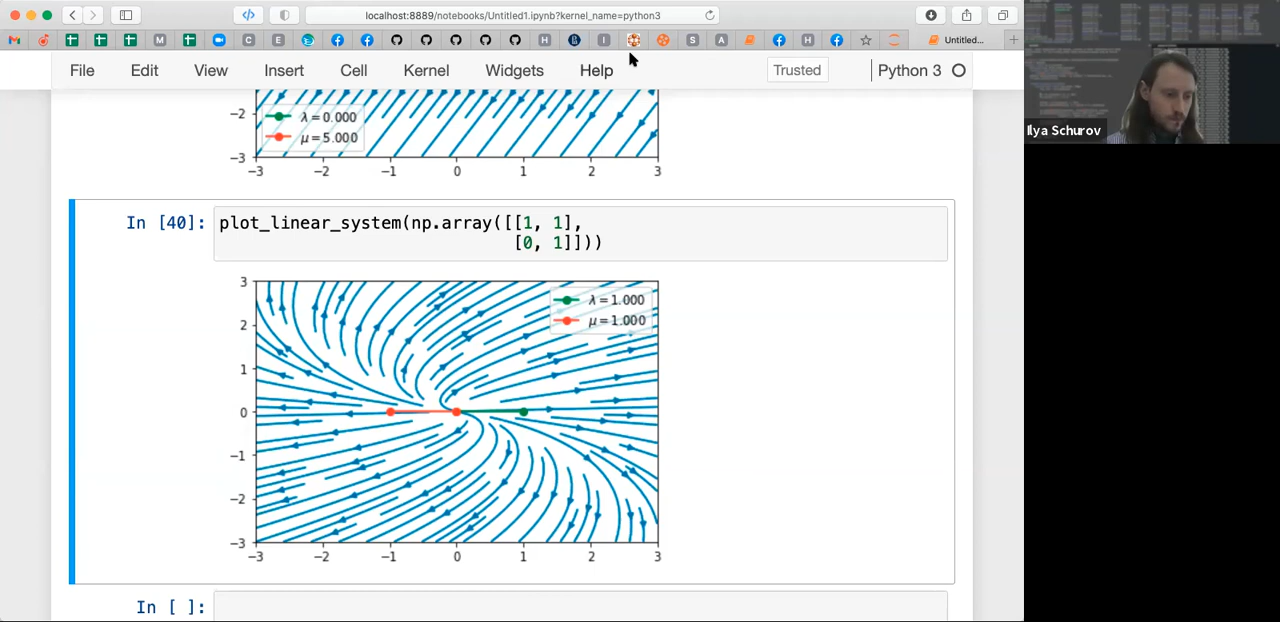 localhost:8889/notebooks/Untitled1.ipynb?kernel_name=python3
M
C
E
H
I
S
A
H
Untitled...
File Edit View Insert Cell Kernel Widgets Help Trusted Python 3
−2
λ=0.000
μ=5.000
−3
−3 −2 −1 0 1 2 3
In [40]: plot_linear_system(np.array([[1, 1],
[0, 1]]))
3
λ=1.000
2
μ=1.000
1
0
−1
−2
−3
−3 −2 −1 0 1 2 3
In [ ]:
Ilya Schurov